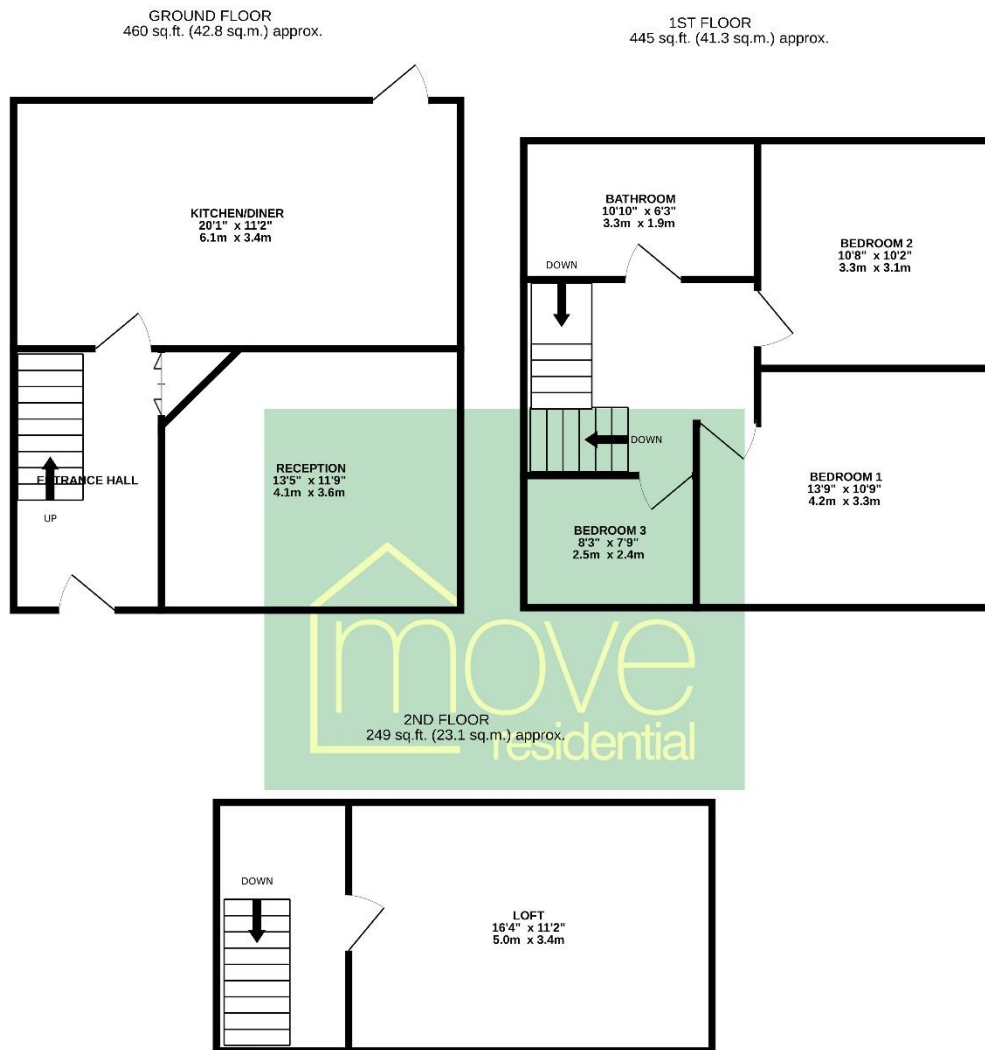 GROUND FLOOR
460 sq.ft. (42.8 sq.m.) approx.
1ST FLOOR
445 sq.ft. (41.3 sq.m.) approx.
KITCHEN/DINER
20'1" x 11'2"
6.1m x 3.4m
BATHROOM
10'10" x 6'3"
3.3m x 1.9m
DOWN
BEDROOM 2
10'8" x 10'2"
3.3m x 3.1m
DOWN
ENTRANCE HALL
UP
RECEPTION
13'5" x 11'9"
4.1m x 3.6m
BEDROOM 1
13'9" x 10'9"
4.2m x 3.3m
BEDROOM 3
8'3" x 7'9"
2.5m x 2.4m
move
residential
2ND FLOOR
249 sq.ft. (23.1 sq.m.) approx.
DOWN
LOFT
16'4" x 11'2"
5.0m x 3.4m